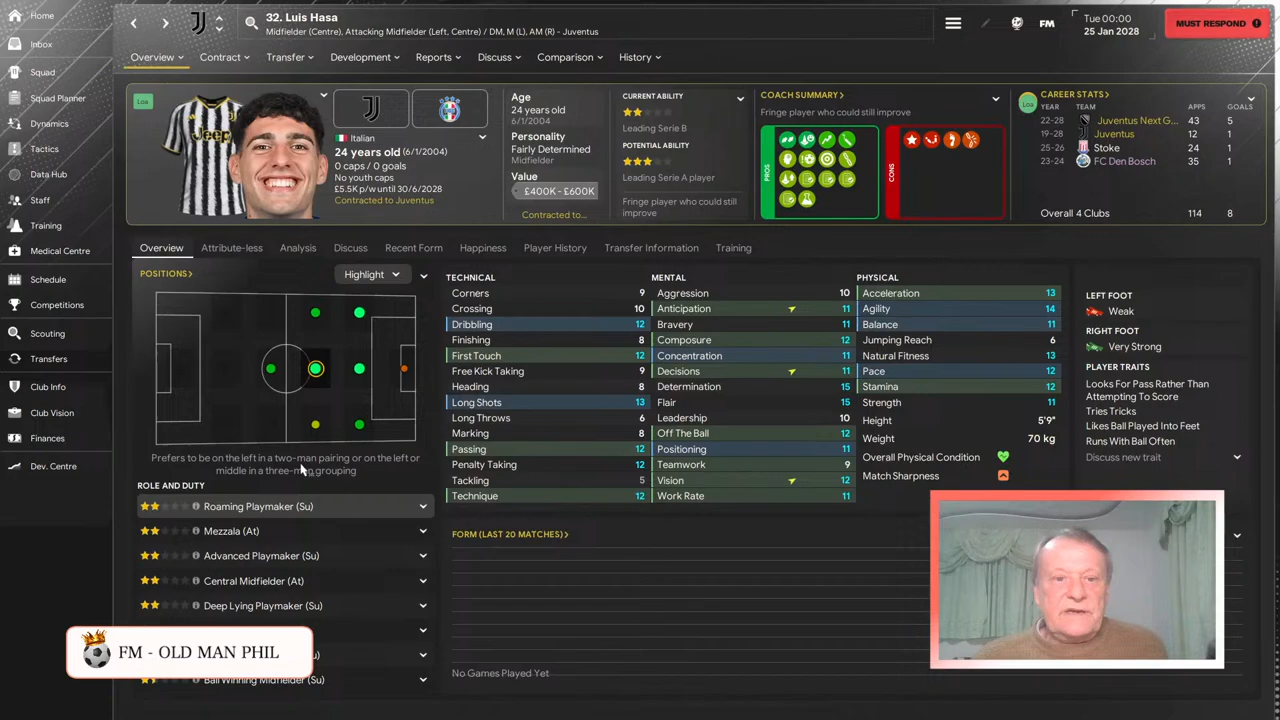 Home
Inbox
Squad
Squad Planner
Dynamics
Tactics
Data Hub
Staff
Training
Medical Centre
Schedule
Competitions
Scouting
Transfers
Club Info
Club Vision
Finances
Dev. Centre
32. Luis Hasa
Midfielder (Centre), Attacking Midfielder (Left, Centre) / DM, M (L), AM (R) - Juventus
FM
Tue 00:00
25 Jan 2028
MUST RESPOND
Overview
Contract
Transfer
Development
Reports
Discuss
Comparison
History
Loa
Jeep
Italian
24 years old (6/1/2004)
0 caps / 0 goals
No youth caps
£5.5K p/w until 30/6/2028
Contracted to Juventus
Age
24 years old
6/1/2004
Personality
Fairly Determined
Midfielder
Value
£400K - £600K
Contracted to...
CURRENT ABILITY
Leading Serie B
POTENTIAL ABILITY
Leading Serie A player
Fringe player who could still improve
COACH SUMMARY >
Fringe player who could still improve
PROS
CONS
Loa
CAREER STATS >
YEAR TEAM APPS GOALS
22-28 Juventus Next G... 43 5
19-28 Juventus 12 1
25-26 Stoke 24 1
23-24 FC Den Bosch 35 1
Overall 4 Clubs 114 8
Overview
Attribute-less
Analysis
Discuss
Recent Form
Happiness
Player History
Transfer Information
Training
POSITIONS >
Highlight
Prefers to be on the left in a two-man pairing or on the left or
middle in a three-man grouping
ROLE AND DUTY
Roaming Playmaker (Su)
Mezzala (At)
Advanced Playmaker (Su)
Central Midfielder (At)
Deep Lying Playmaker (Su)
Ball Winning Midfielder (Su)
FM - OLD MAN PHIL
TECHNICAL
Corners 9
Crossing 10
Dribbling 12
Finishing 8
First Touch 12
Free Kick Taking 9
Heading 8
Long Shots 13
Long Throws 6
Marking 8
Passing 12
Penalty Taking 12
Tackling 5
Technique 12
MENTAL
Aggression 10
Anticipation 11
Bravery 11
Composure 12
Concentration 11
Decisions 11
Determination 15
Flair 15
Leadership 10
Off The Ball 12
Positioning 11
Teamwork 9
Vision 12
Work Rate 11
PHYSICAL
Acceleration 13
Agility 14
Balance 11
Jumping Reach 6
Natural Fitness 13
Pace 12
Stamina 12
Strength 11
Height 5'9"
Weight 70 kg
Overall Physical Condition
Match Sharpness
LEFT FOOT
Weak
RIGHT FOOT
Very Strong
PLAYER TRAITS
Looks For Pass Rather Than
Attempting To Score
Tries Tricks
Likes Ball Played Into Feet
Runs With Ball Often
Discuss new trait
FORM (LAST 20 MATCHES) >
No Games Played Yet